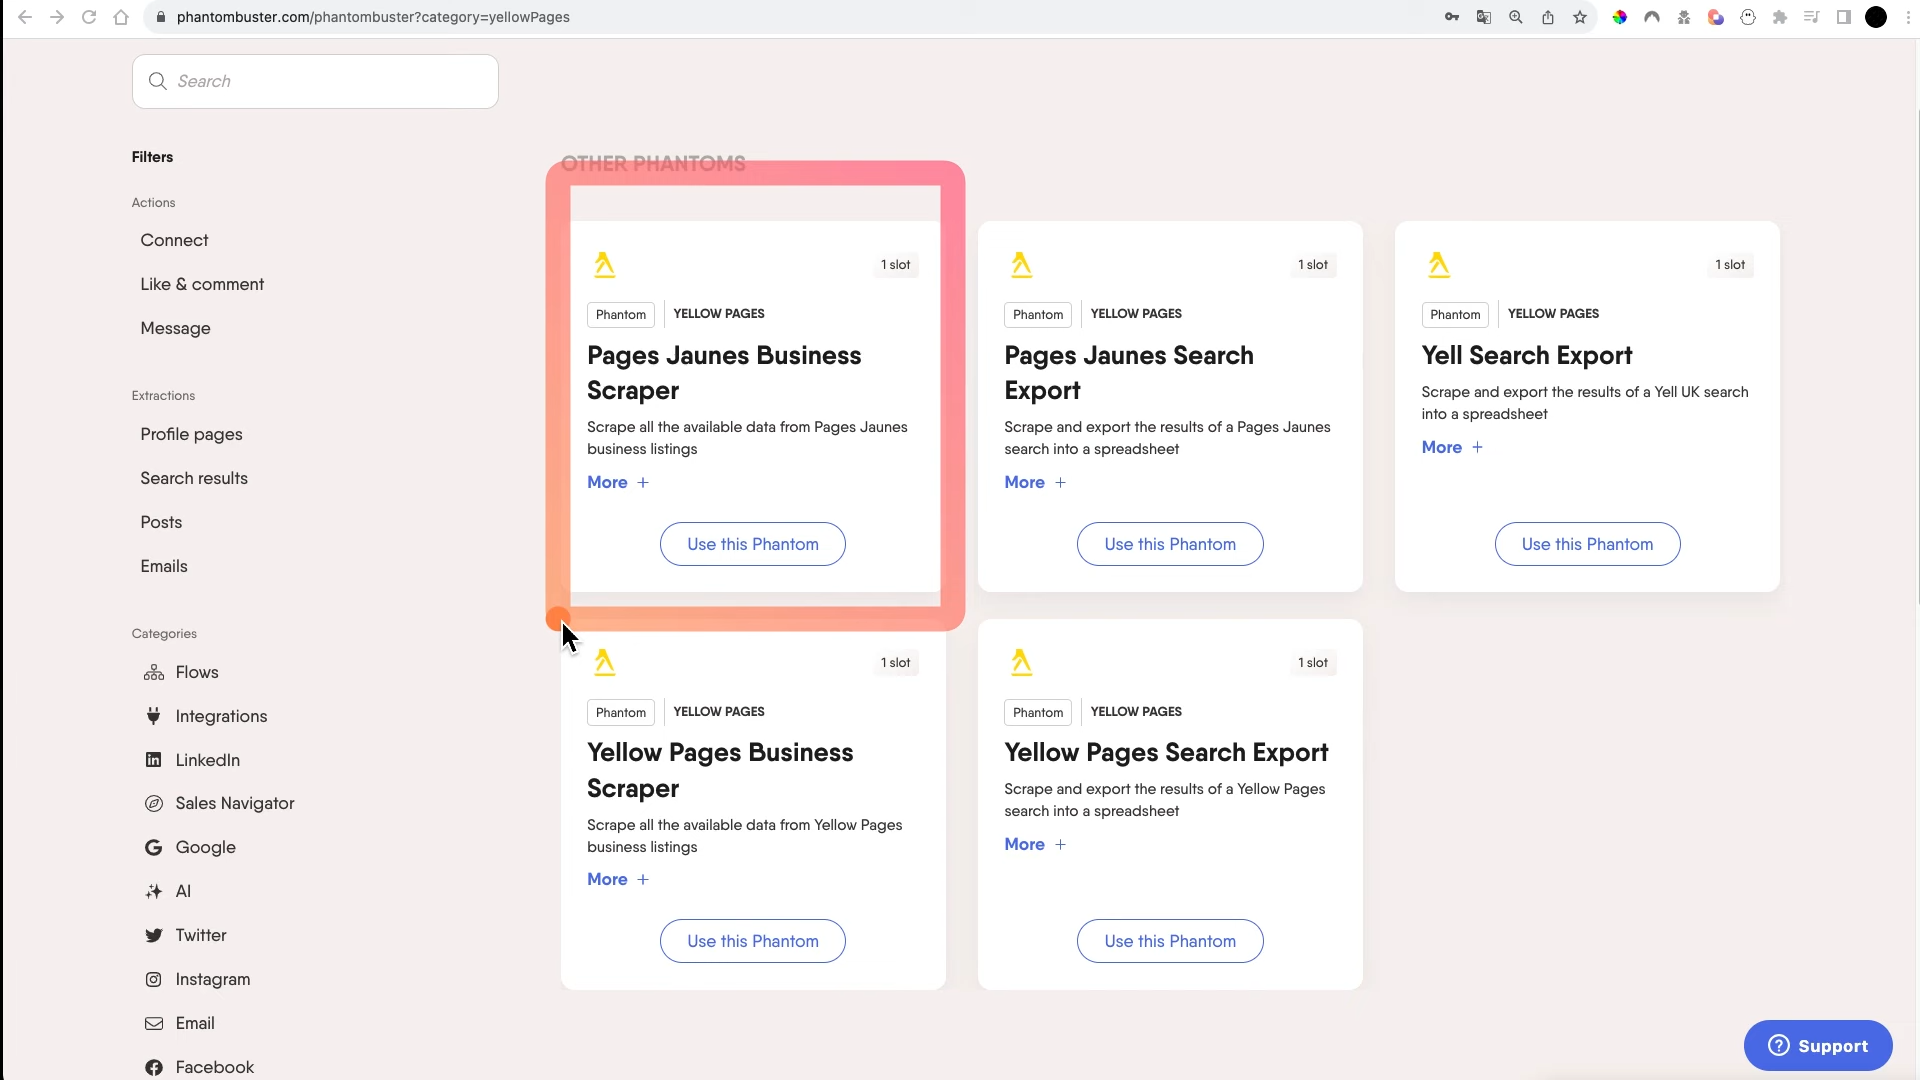 phantombuster.com/phantombuster?category=yellowPages
Search
Filters
Actions
Connect
Like & comment
Message
Extractions
Profile pages
Search results
Posts
Emails
Categories
Flows
Integrations
LinkedIn
Sales Navigator
Google
AI
Twitter
Instagram
Email
Facebook
OTHER PHANTOMS
1 slot
Phantom
YELLOW PAGES
Pages Jaunes Business
Scraper
Scrape all the available data from Pages Jaunes
business listings
More +
Use this Phantom
1 slot
Phantom
YELLOW PAGES
Pages Jaunes Search
Export
Scrape and export the results of a Pages Jaunes
search into a spreadsheet
More +
Use this Phantom
1 slot
Phantom
YELLOW PAGES
Yell Search Export
Scrape and export the results of a Yell UK search
into a spreadsheet
More +
Use this Phantom
1 slot
Phantom
YELLOW PAGES
Yellow Pages Business
Scraper
Scrape all the available data from Yellow Pages
business listings
More +
Use this Phantom
1 slot
Phantom
YELLOW PAGES
Yellow Pages Search Export
Scrape and export the results of a Yellow Pages
search into a spreadsheet
More +
Use this Phantom
Support